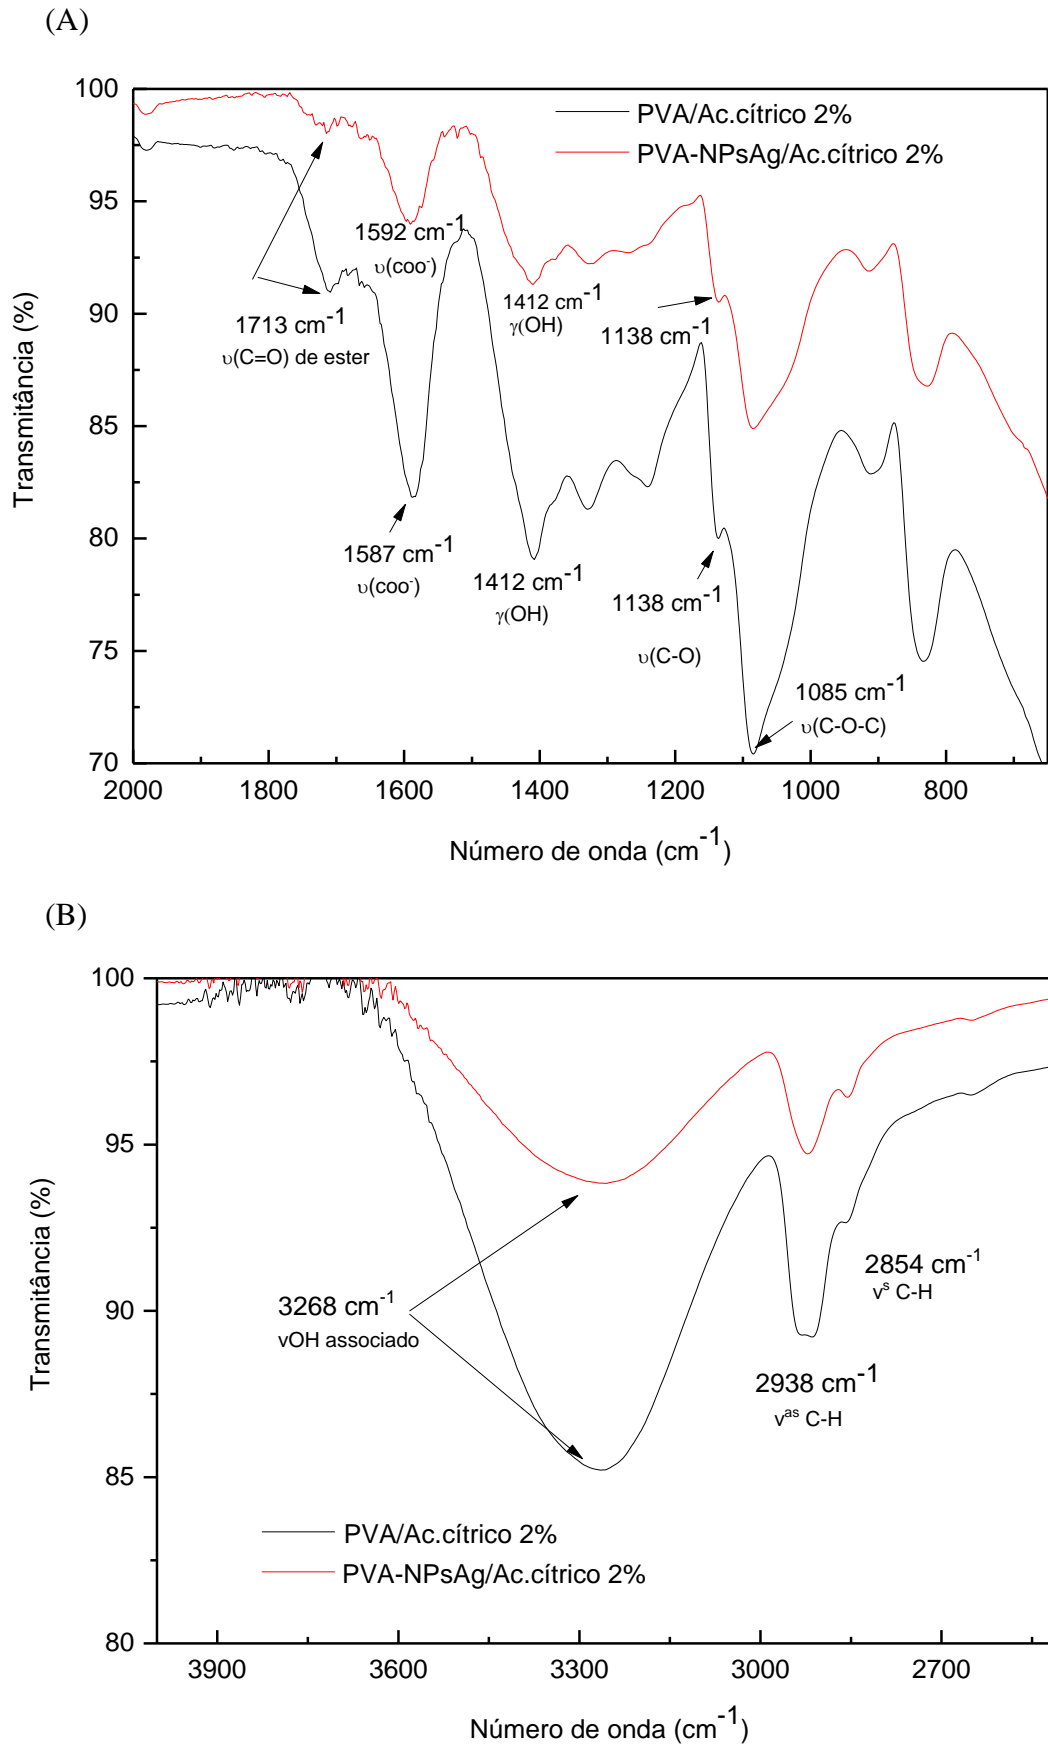 (A)
100
PVA/Ac.cítrico 2%
PVA-NPsAg/Ac.cítrico 2%
95
1592 cm-1
υ(coo-)
1412 cm-1
γ(OH)
90
1713 cm-1
υ(C=O) de ester
1138 cm-1
Transmitância (%)
85
80
1587 cm-1
υ(coo-)
1412 cm-1
γ(OH)
1138 cm-1
υ(C-O)
75
1085 cm-1
υ(C-O-C)
70
2000 1800 1600 1400 1200 1000 800
Número de onda (cm-1)
(B)
100
95
Transmitância (%)
2854 cm-1
νs C-H
90
3268 cm-1
νOH associado
2938 cm-1
νas C-H
85
PVA/Ac.cítrico 2%
PVA-NPsAg/Ac.cítrico 2%
80
3900 3600 3300 3000 2700
Número de onda (cm-1)